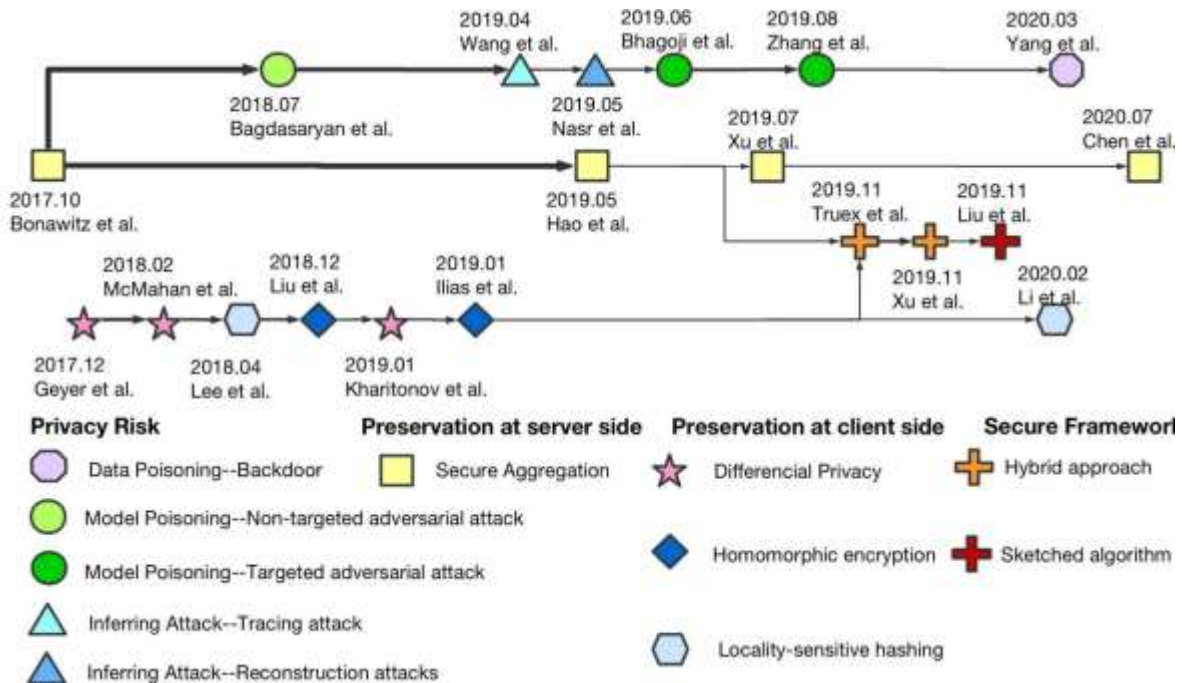 2019.04
Wang et al.
2019.06
Bhagoji et al.
2019.08
Zhang et al.
2020.03
Yang et al.
2018.07
Bagdasaryan et al.
2019.05
Nasr et al.
2019.07
Xu et al.
2020.07
Chen et al.
2017.10
Bonawitz et al.
2019.05
Hao et al.
2019.11
Truex et al.
2019.11
Liu et al.
2018.02
McMahan et al.
2018.12
Liu et al.
2019.01
Ilias et al.
2019.11
Xu et al.
2020.02
Li et al.
2017.12
Geyer et al.
2018.04
Lee et al.
2019.01
Kharitonov et al.
Privacy Risk
Data Poisoning--Backdoor
Model Poisoning--Non-targeted adversarial attack
Model Poisoning--Targeted adversarial attack
Inferring Attack--Tracing attack
Inferring Attack--Reconstruction attacks
Preservation at server side
Secure Aggregation
Preservation at client side
Differencial Privacy
Homomorphic encryption
Locality-sensitive hashing
Secure Framework
Hybrid approach
Sketched algorithm